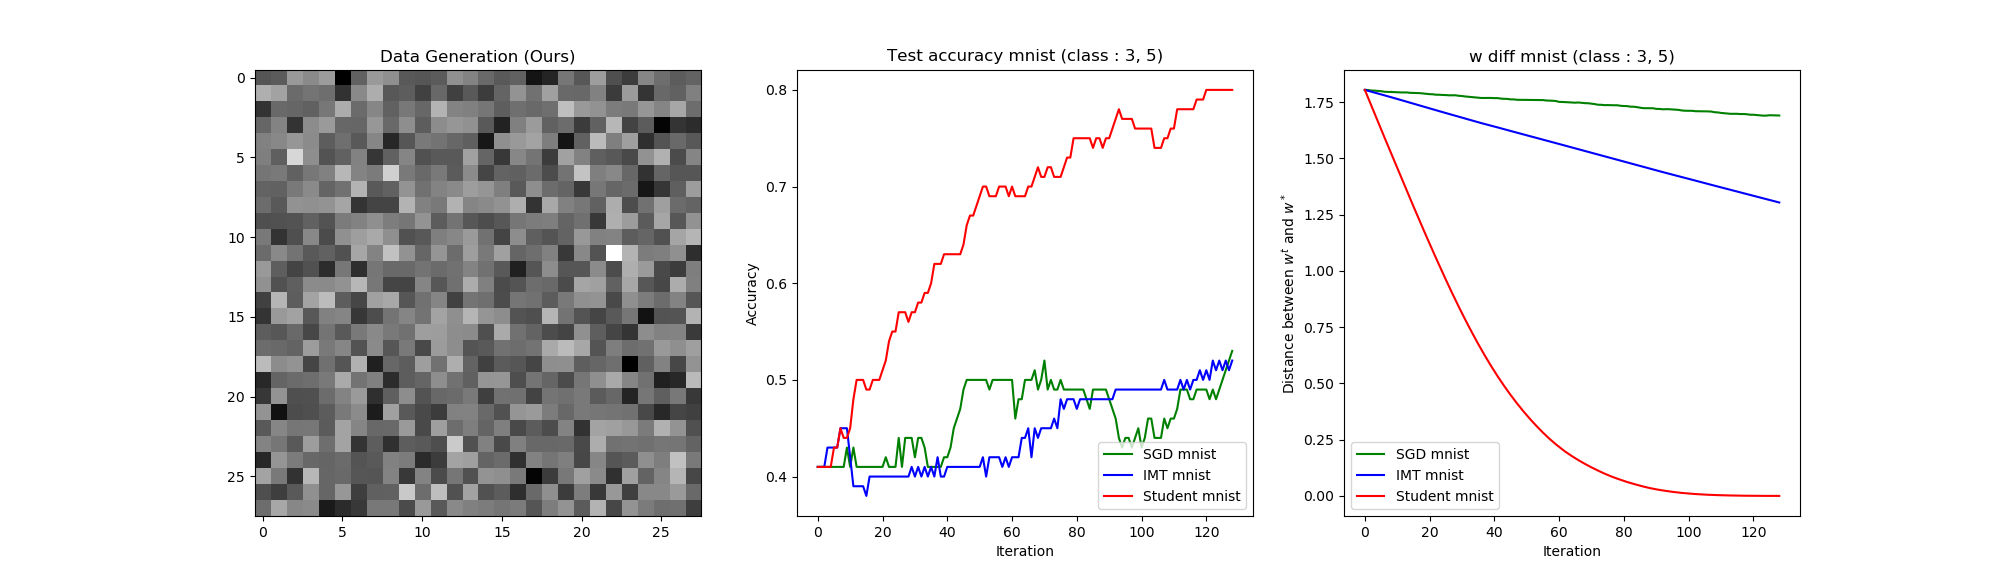 Data Generation (Ours)
0
5
10
15
20
25
0 5 10 15 20 25
Test accuracy mnist (class : 3, 5)
Accuracy
0.8
0.7
0.6
0.5
0.4
SGD mnist
IMT mnist
Student mnist
0 20 40 60 80 100 120
Iteration
w diff mnist (class : 3, 5)
Distance between w^t and w^*
1.75
1.50
1.25
1.00
0.75
0.50
0.25
0.00
SGD mnist
IMT mnist
Student mnist
0 20 40 60 80 100 120
Iteration